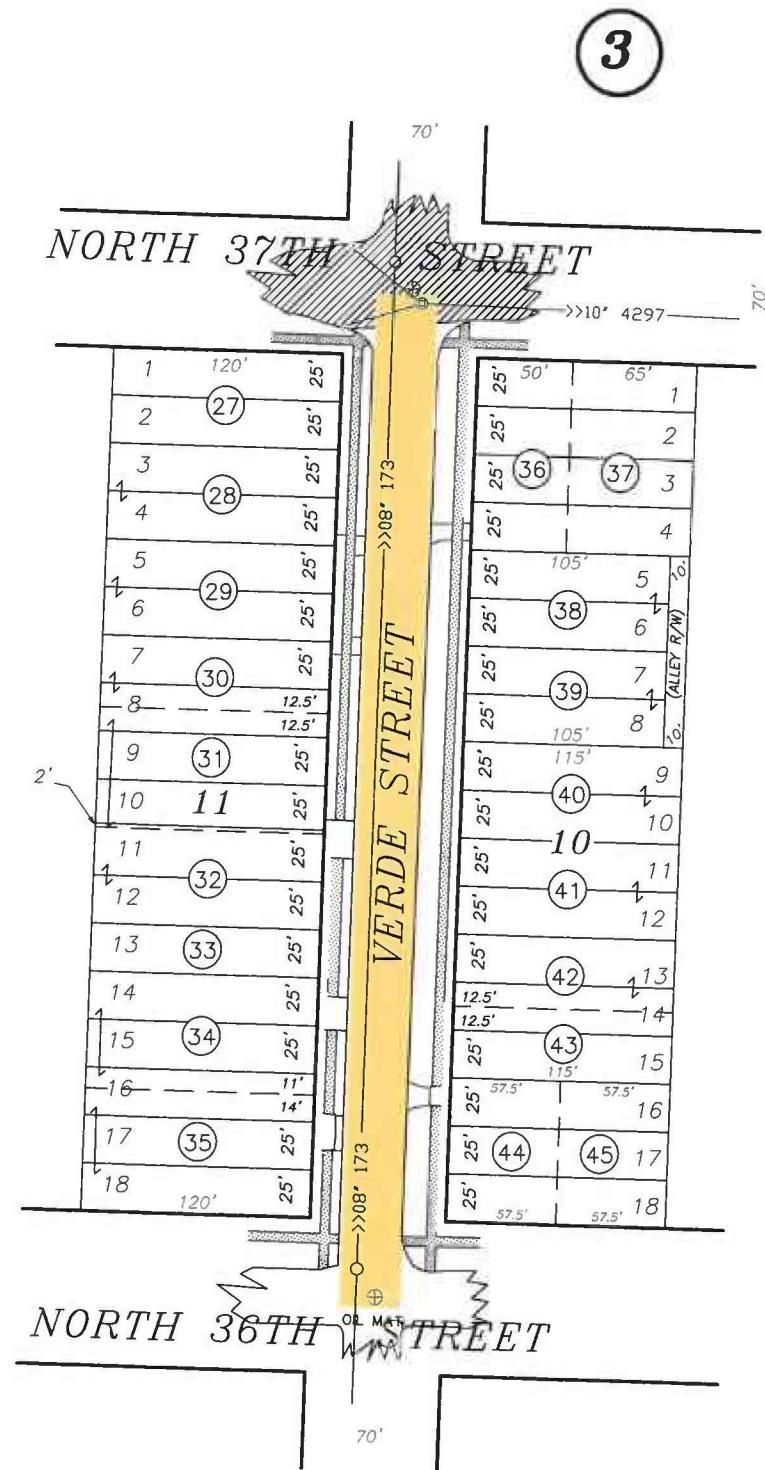 3
70'
NORTH 37TH STREET
70'
>>10" 4297
1 120' 25'
27
2 25'
3 25'
28
4 25'
5 25'
29
6 25'
7 25'
30
8 12.5'
12.5'
9 31 25'
10 11 25'
2'
11 25'
32
12 25'
13 33 25'
14 25'
15 34 25'
16 11'
14'
17 35 25'
18 120' 25'
>>08" 173
VERDE STREET
>>08" 173
25' 50' 65' 1
25' 2
25' 36 37 3
25' 4
105'
25' 5 10.
38
25' 6
(ALLEY R/W)
25' 7
39
25' 8 10.
105'
115'
25' 9
40
25' 10
10
25' 11
41
25' 12
25' 13
42
12.5' 14
12.5'
43
25' 15
115'
25' 57.5' 57.5' 16
25' 44 45 17
25' 18
57.5' 57.5'
OIL MAT
NORTH 36TH STREET
70'